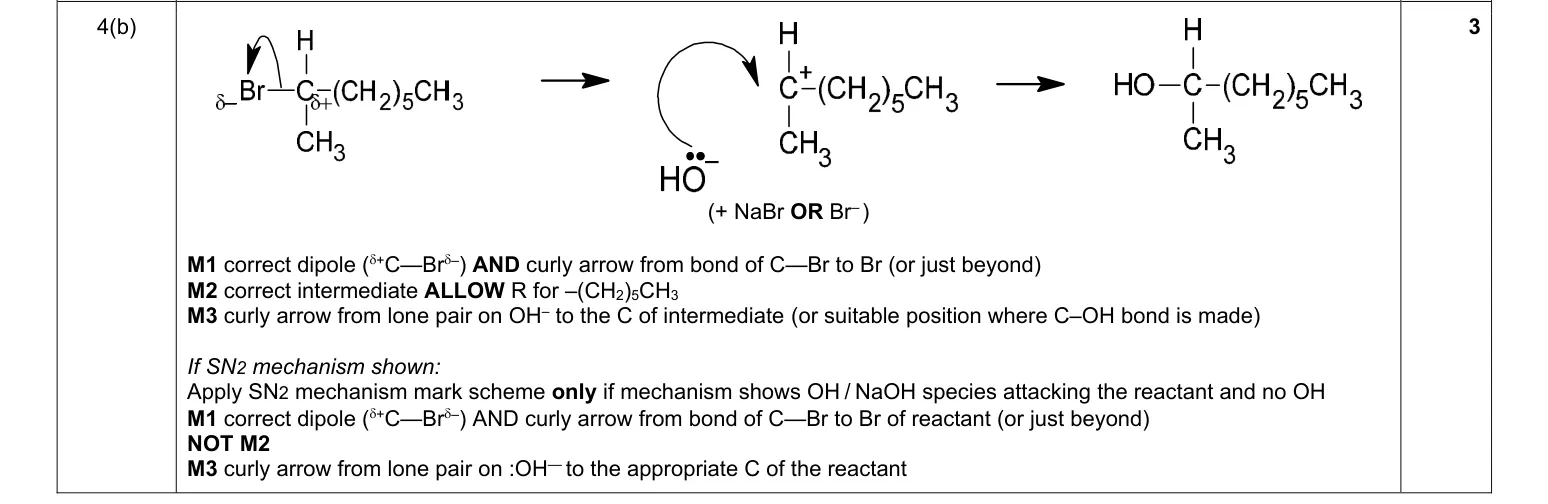 4(b)
3
H
δ– Br—C–(CH2)5CH3
δ+
CH3
H
C+–(CH2)5CH3
CH3
HO••–
H
HO–C–(CH2)5CH3
CH3
(+ NaBr OR Br– )
M1 correct dipole (δ+C—Brδ–) AND curly arrow from bond of C—Br to Br (or just beyond)
M2 correct intermediate ALLOW R for –(CH2)5CH3
M3 curly arrow from lone pair on OH– to the C of intermediate (or suitable position where C–OH bond is made)
If SN2 mechanism shown:
Apply SN2 mechanism mark scheme only if mechanism shows OH / NaOH species attacking the reactant and no OH
M1 correct dipole (δ+C—Brδ–) AND curly arrow from bond of C—Br to Br of reactant (or just beyond)
NOT M2
M3 curly arrow from lone pair on :OH— to the appropriate C of the reactant